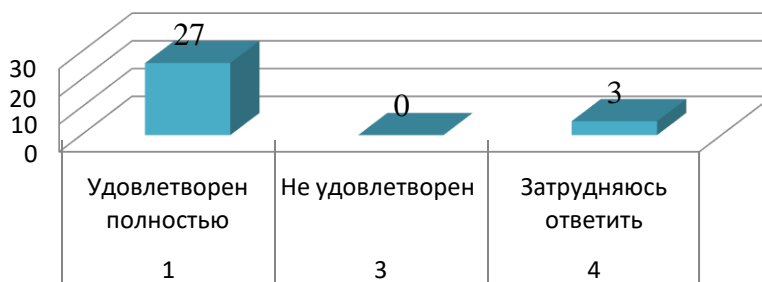 27
30
20
10
0
0
3
Удовлетворен
полностью
Не удовлетворен
Затрудняюсь
ответить
1
3
4